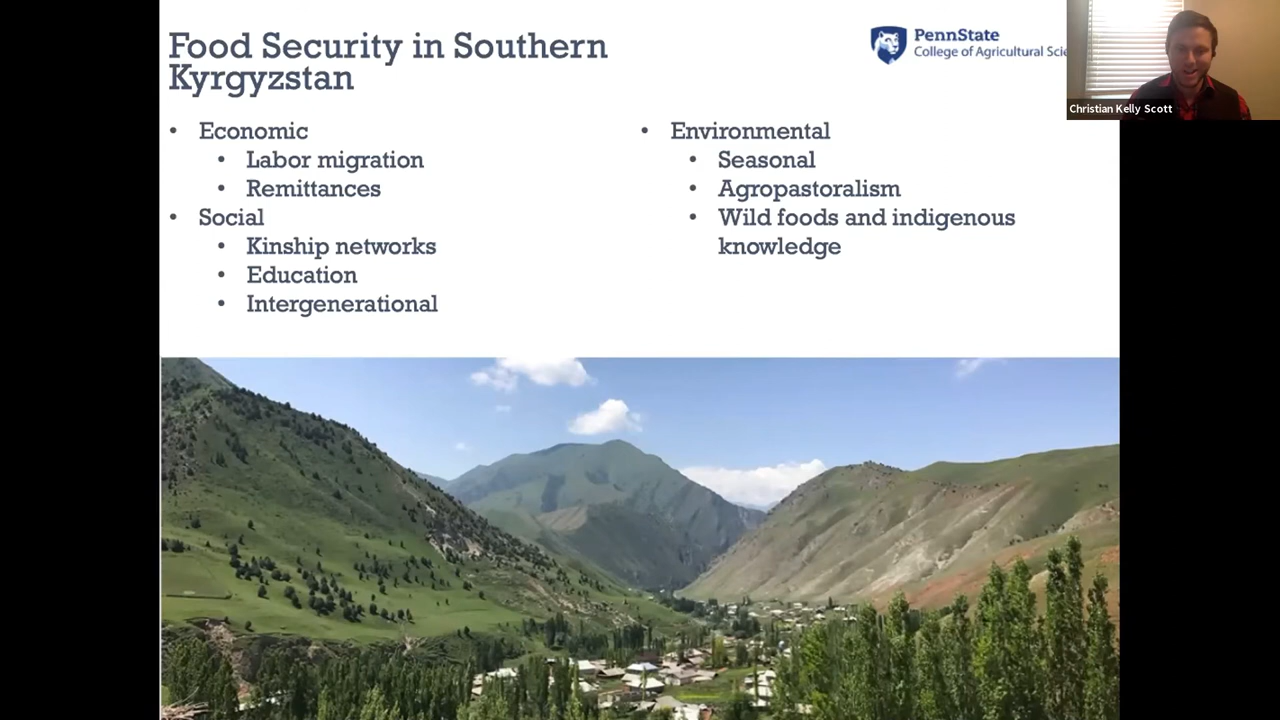 Food Security in Southern
Kyrgyzstan
PennState
College of Agricultural
Christian Kelly Scott
• Economic
• Labor migration
• Remittances
• Social
• Kinship networks
• Education
• Intergenerational
• Environmental
• Seasonal
• Agropastoralism
• Wild foods and indigenous
knowledge